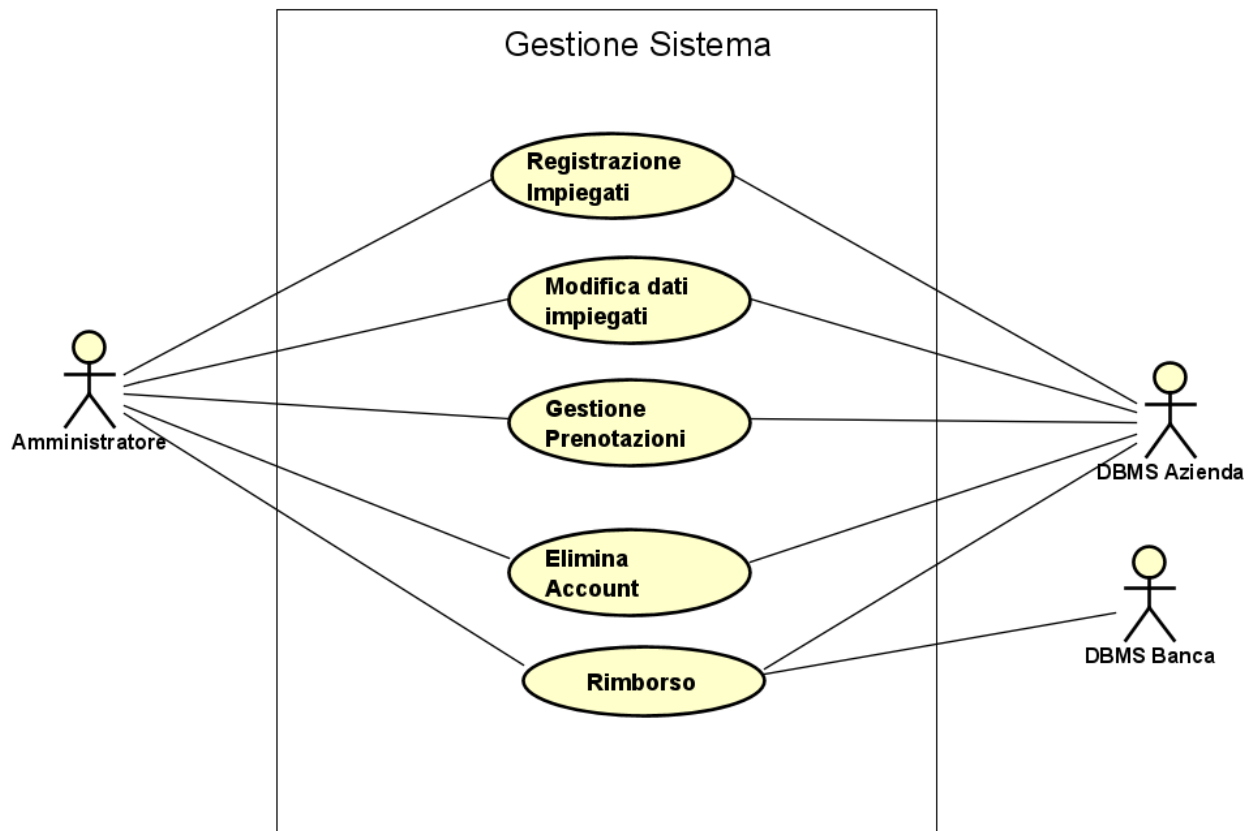 Gestione Sistema
Registrazione
Impiegati
Modifica dati
impiegati
Amministratore
Gestione
Prenotazioni
DBMS Azienda
Elimina
Account
DBMS Banca
Rimborso